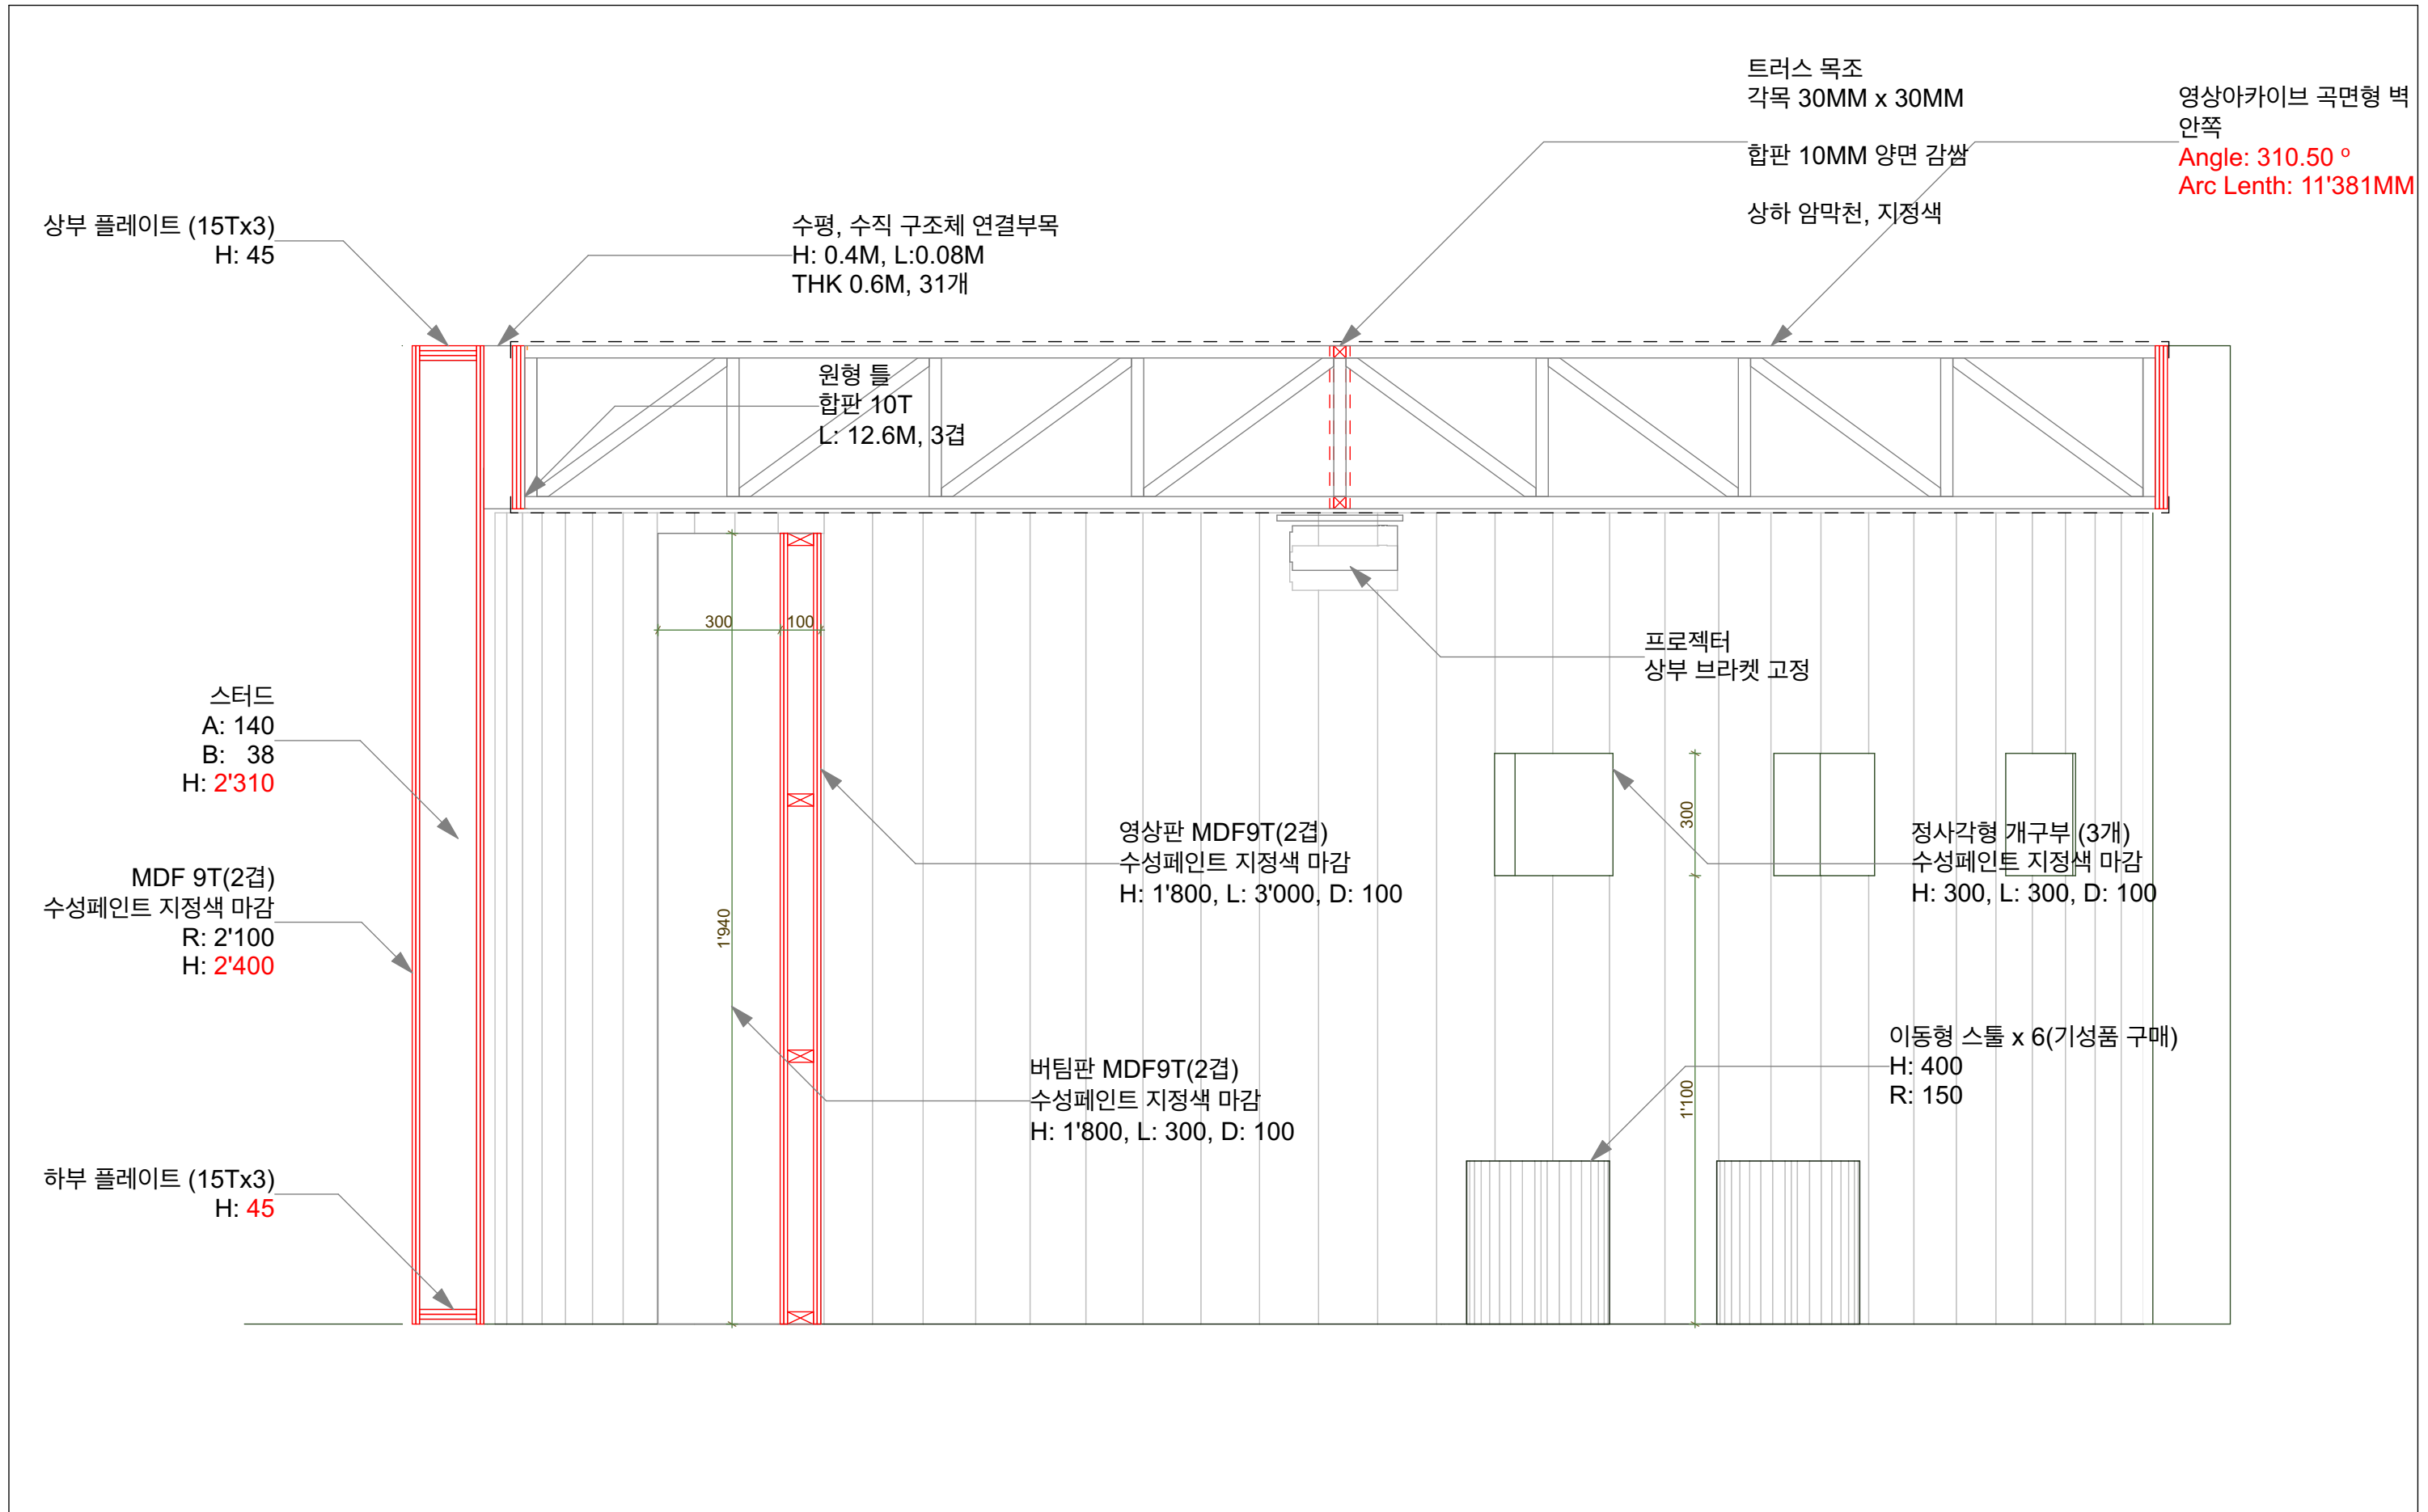 트러스 목조
각목 30MM x 30MM
합판 10MM 양면 감쌈
상하 암막천, 지정색
영상아카이브 곡면형 벽
안쪽
Angle: 310.50 º
Arc Lenth: 11'381MM
상부 플레이트 (15Tx3)
H: 45
수평, 수직 구조체 연결부목
H: 0.4M, L:0.08M
THK 0.6M, 31개
원형 틀
합판 10T
L: 12.6M, 3겹
300
100
프로젝터
상부 브라켓 고정
스터드
A: 140
B: 38
H: 2'310
MDF 9T(2겹)
수성페인트 지정색 마감
R: 2'100
H: 2'400
1'940
영상판 MDF9T(2겹)
수성페인트 지정색 마감
H: 1'800, L: 3'000, D: 100
300
정사각형 개구부 (3개)
수성페인트 지정색 마감
H: 300, L: 300, D: 100
버팀판 MDF9T(2겹)
수성페인트 지정색 마감
H: 1'800, L: 300, D: 100
1'100
이동형 스툴 x 6(기성품 구매)
H: 400
R: 150
하부 플레이트 (15Tx3)
H: 45